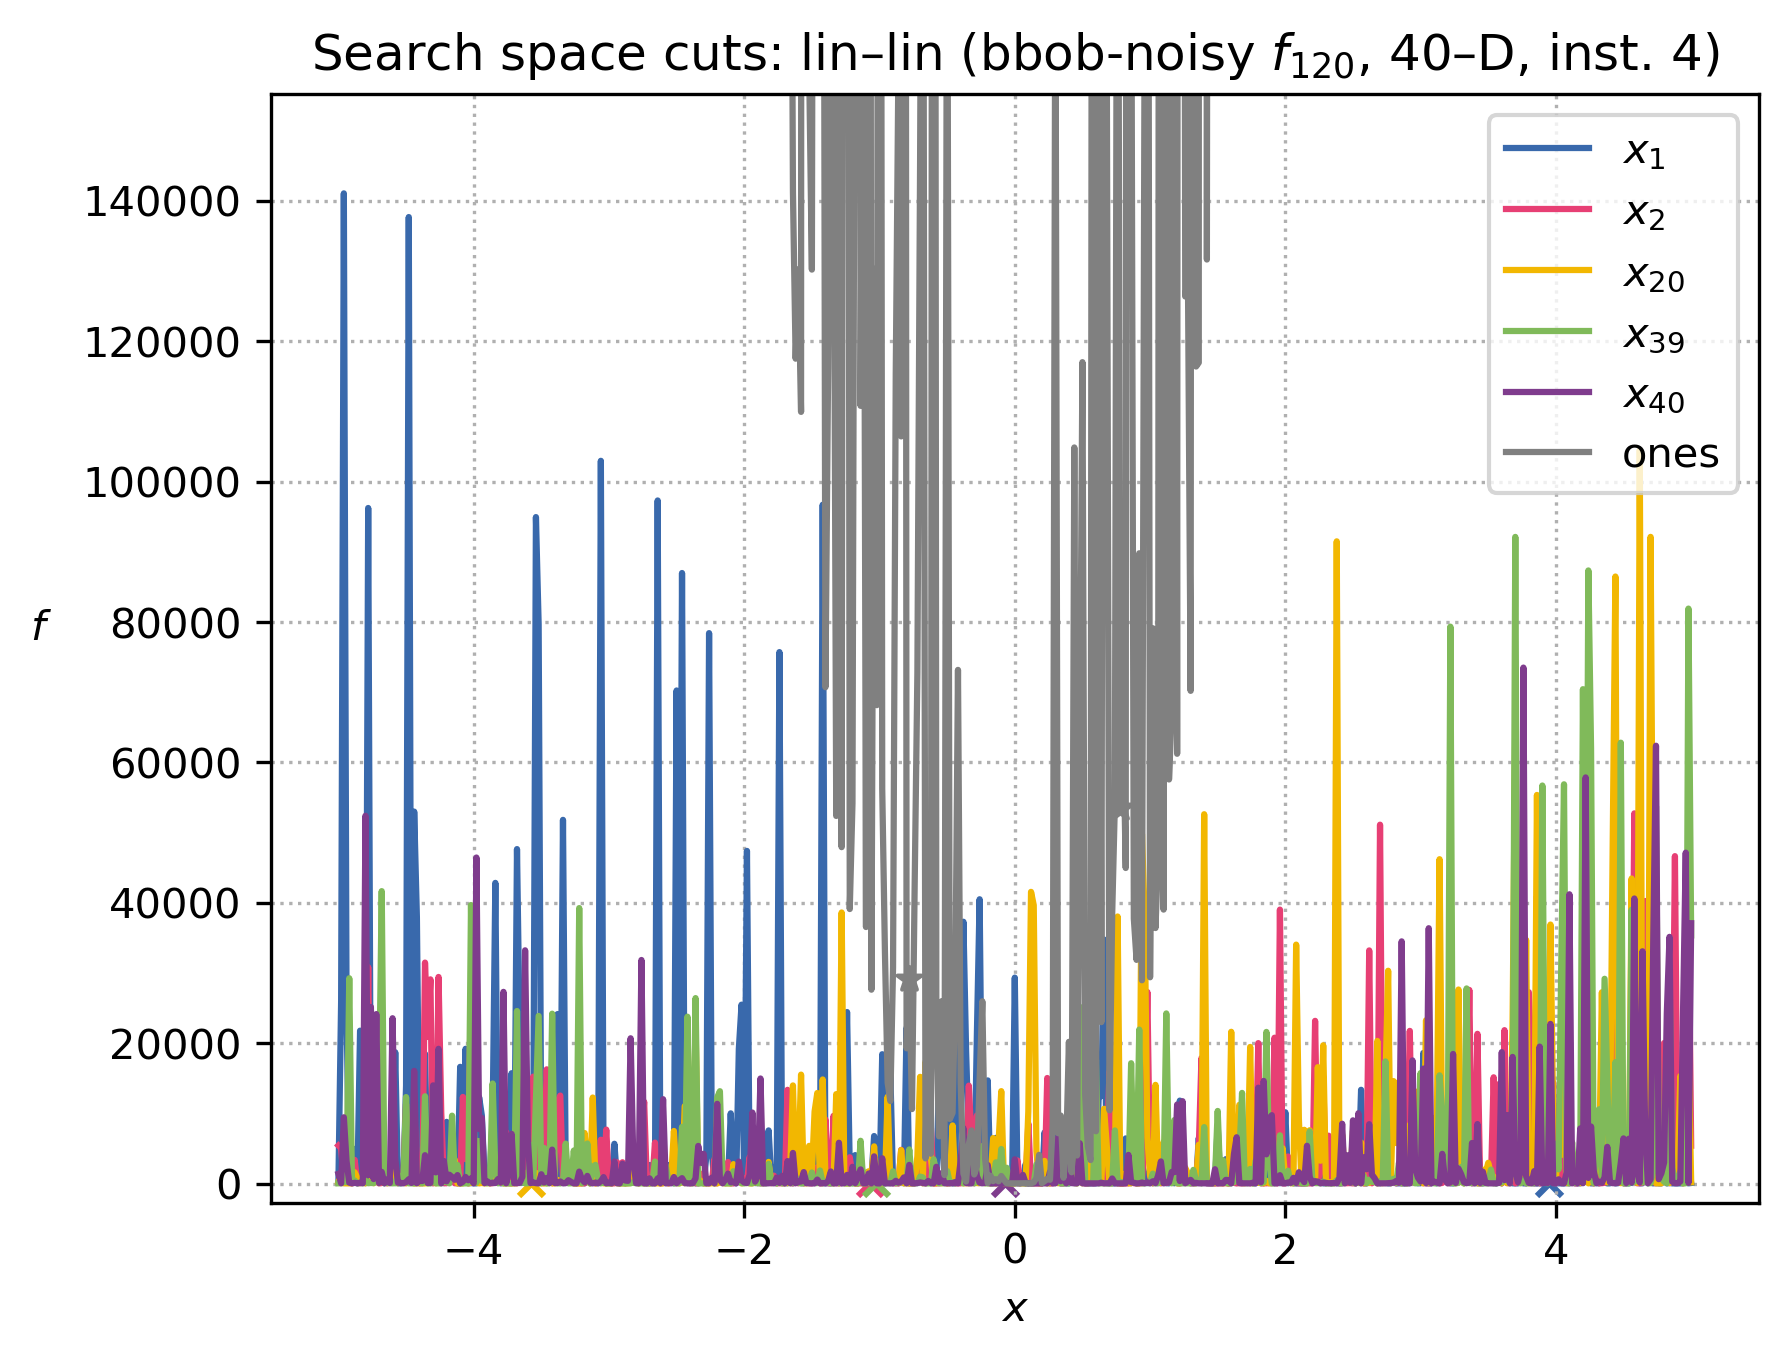 Search space cuts: lin–lin (bbob-noisy f120, 40–D, inst. 4)
x1
x2
x20
x39
x40
ones
140000
120000
100000
80000
60000
40000
20000
0
f
−4 −2 0 2 4
x